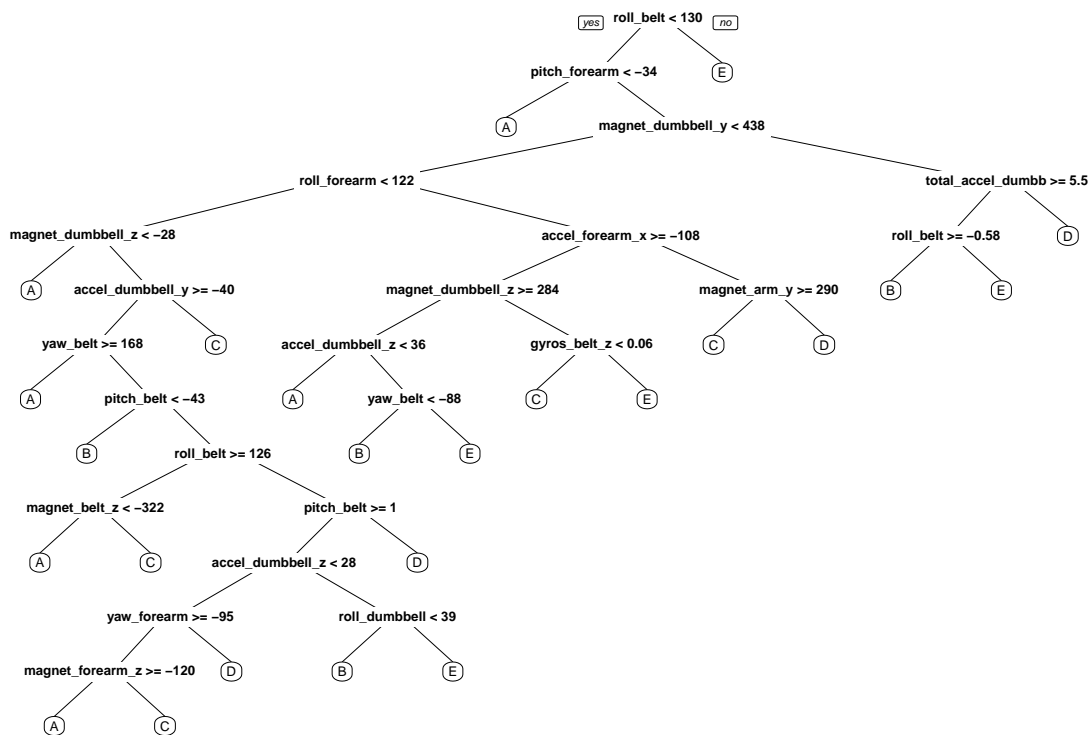 yes roll_belt < 130 no
pitch_forearm < −34 E
A magnet_dumbbell_y < 438
roll_forearm < 122 total_accel_dumbb >= 5.5
magnet_dumbbell_z < −28 accel_forearm_x >= −108 roll_belt >= −0.58 D
A accel_dumbbell_y >= −40 magnet_dumbbell_z >= 284 magnet_arm_y >= 290 B E
yaw_belt >= 168 C accel_dumbbell_z < 36 gyros_belt_z < 0.06 C D
A pitch_belt < −43 A yaw_belt < −88 C E
B roll_belt >= 126 B E
magnet_belt_z < −322 pitch_belt >= 1
A C accel_dumbbell_z < 28 D
yaw_forearm >= −95 roll_dumbbell < 39
magnet_forearm_z >= −120 D B E
A C